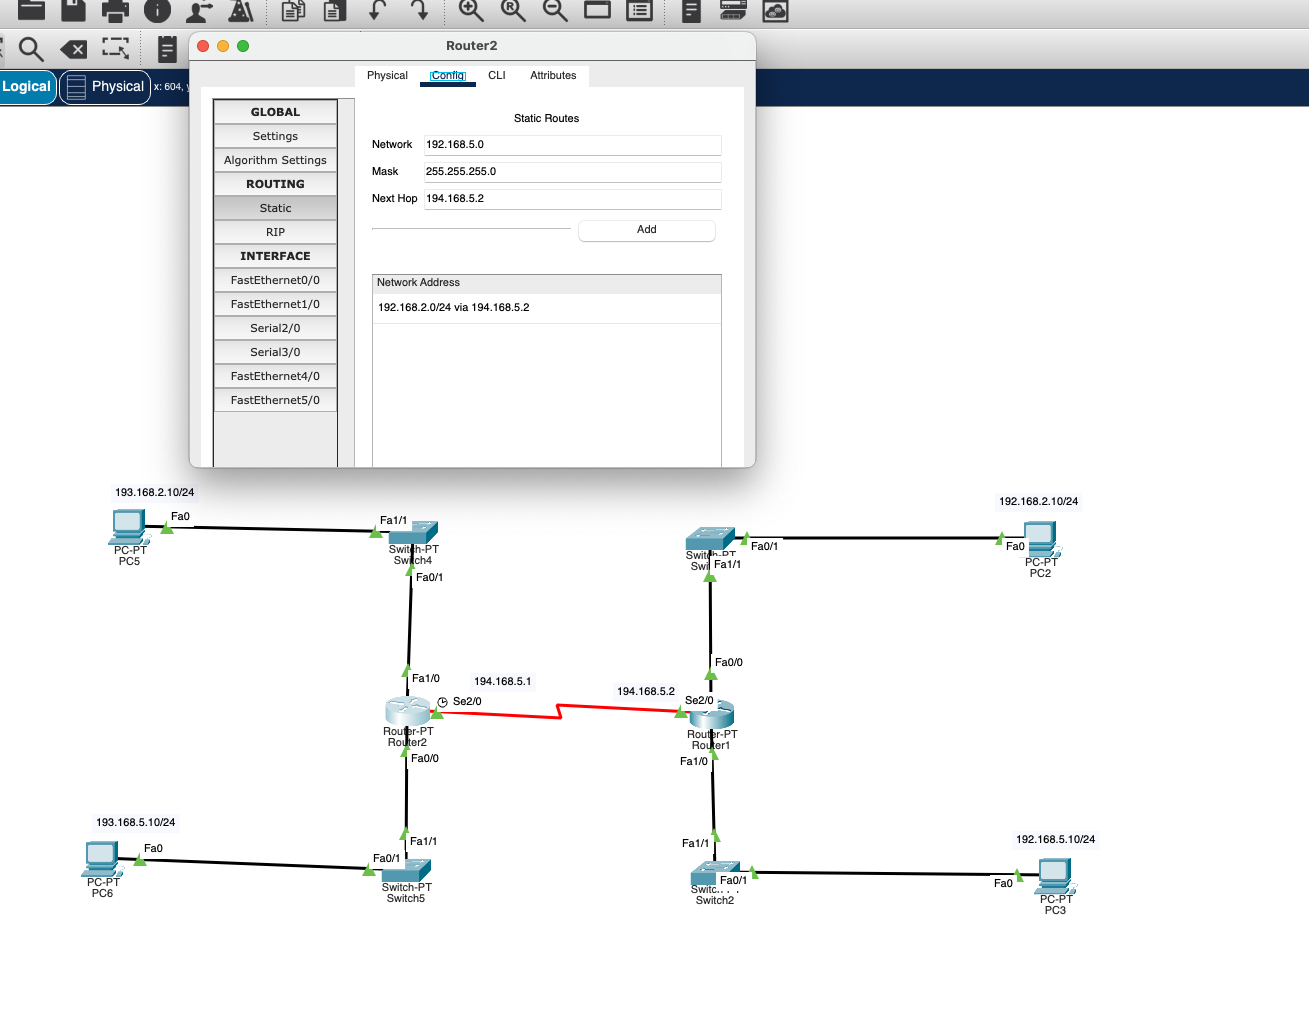 Router2
Logical
Physical
x: 604, y
Physical
Config
CLI
Attributes
GLOBAL
Settings
Algorithm Settings
ROUTING
Static
RIP
INTERFACE
FastEthernet0/0
FastEthernet1/0
Serial2/0
Serial3/0
FastEthernet4/0
FastEthernet5/0
Static Routes
Network 192.168.5.0
Mask 255.255.255.0
Next Hop 194.168.5.2
Add
Network Address
192.168.2.0/24 via 194.168.5.2
193.168.2.10/24
Fa0
PC-PT
PC5
Fa1/1
Switch-PT
Switch4
Fa0/1
192.168.2.10/24
Fa0/1
Fa1/1
Fa0
PC-PT
PC2
Fa1/0
194.168.5.1
Se2/0
Router-PT
Router2
Fa0/0
Fa0/0
194.168.5.2
Se2/0
Router-PT
Router1
Fa1/0
193.168.5.10/24
Fa0
PC-PT
PC6
Fa1/1
Fa0/1
Switch-PT
Switch5
Fa1/1
Fa0/1
Switch2
192.168.5.10/24
Fa0
PC-PT
PC3